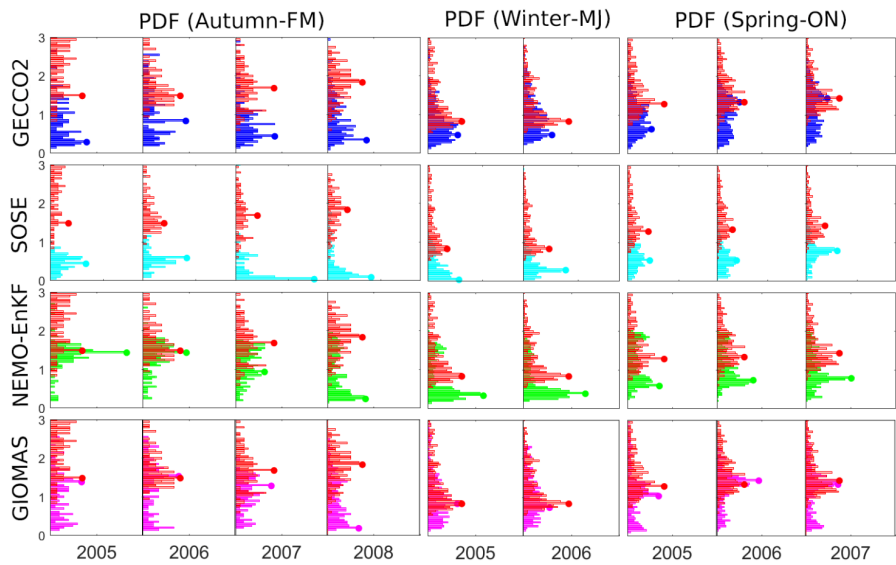 PDF (Autumn-FM) PDF (Winter-MJ) PDF (Spring-ON)
GECCO2
3
2
1
0
SOSE
3
2
1
0
NEMO-EnKF
3
2
1
0
GIOMAS
3
2
1
0
2005 2006 2007 2008 2005 2006 2005 2006 2007